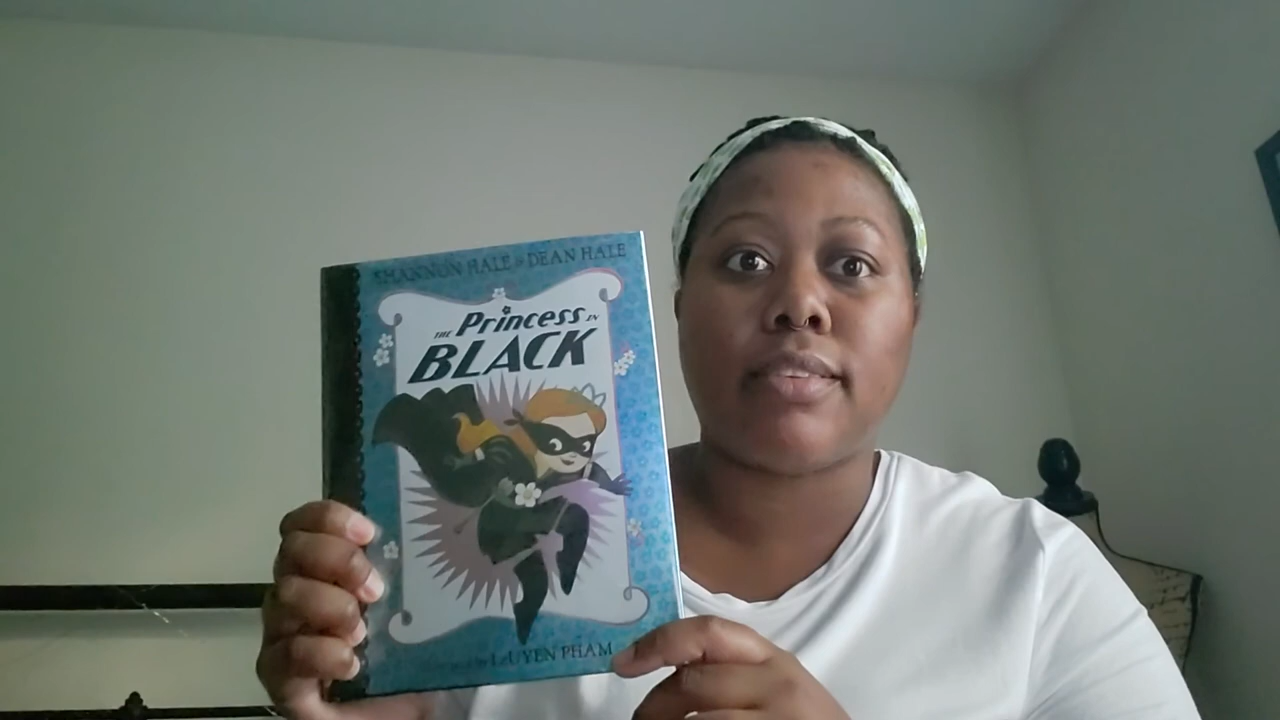 SHANNON HALE & DEAN HALE
THE Princess IN
BLACK
LEUYEN PHAM